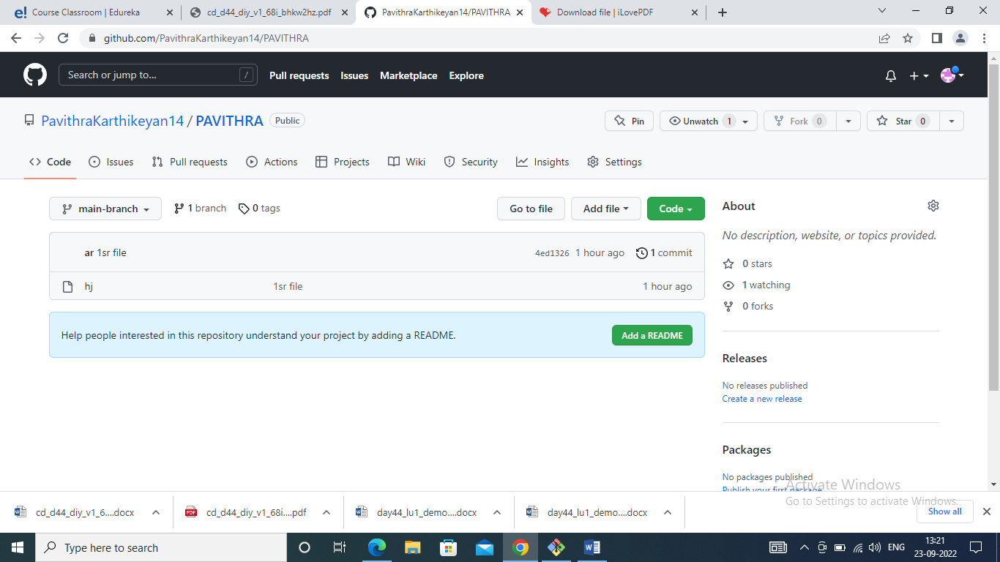 e! Course Classroom | Edureka
cd_d44_diy_v1_68i_bhkw2hz.pdf
PavithraKarthikeyan14/PAVITHRA
Download file | iLovePDF
github.com/PavithraKarthikeyan14/PAVITHRA
Search or jump to... /
Pull requests Issues Marketplace Explore
PavithraKarthikeyan14 / PAVITHRA Public
Pin Unwatch 1 Fork 0 Star 0
Code Issues Pull requests Actions Projects Wiki Security Insights Settings
main-branch 1 branch 0 tags Go to file Add file Code
ar 1sr file 4ed1326 1 hour ago 1 commit
hj 1sr file 1 hour ago
Help people interested in this repository understand your project by adding a README. Add a README
About
No description, website, or topics provided.
0 stars
1 watching
0 forks
Releases
No releases published
Create a new release
Packages
No packages published
Publish your first package
Activate Windows
Go to Settings to activate Windows.
cd_d44_diy_v1_6....docx
PDF cd_d44_diy_v1_68i....pdf
day44_lu1_demo....docx
day44_lu1_demo....docx
Show all
Type here to search
ENG
13:21
23-09-2022